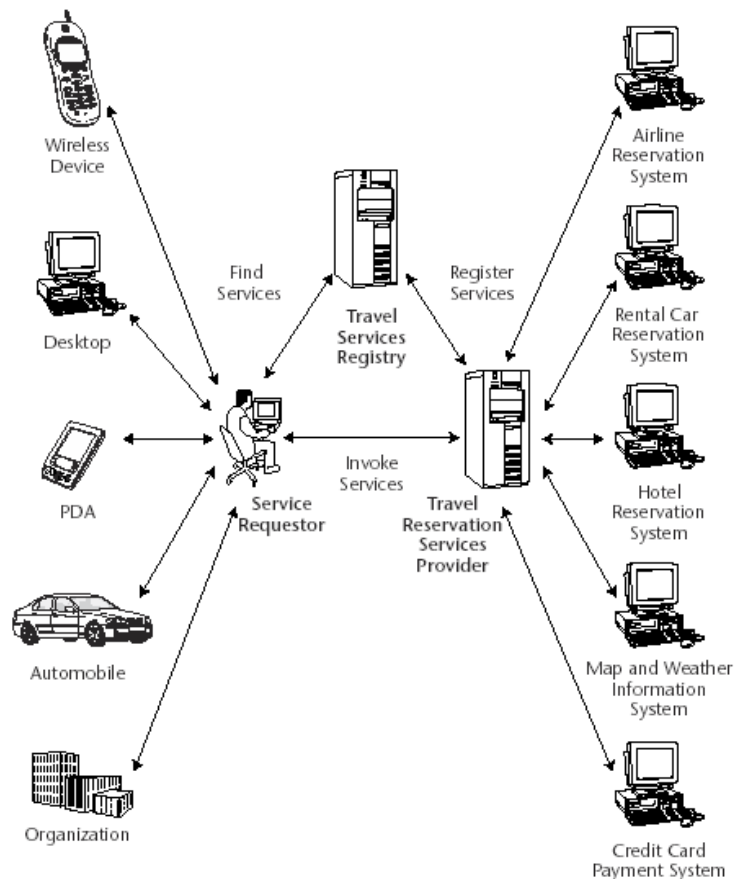 Wireless
Device
Airline
Reservation
System
Find
Services
Register
Services
Desktop
Travel
Services
Registry
Rental Car
Reservation
System
PDA
Service
Requestor
Invoke
Services
Travel
Reservation
Services
Provider
Hotel
Reservation
System
Automobile
Map and Weather
Information
System
Organization
Credit Card
Payment System